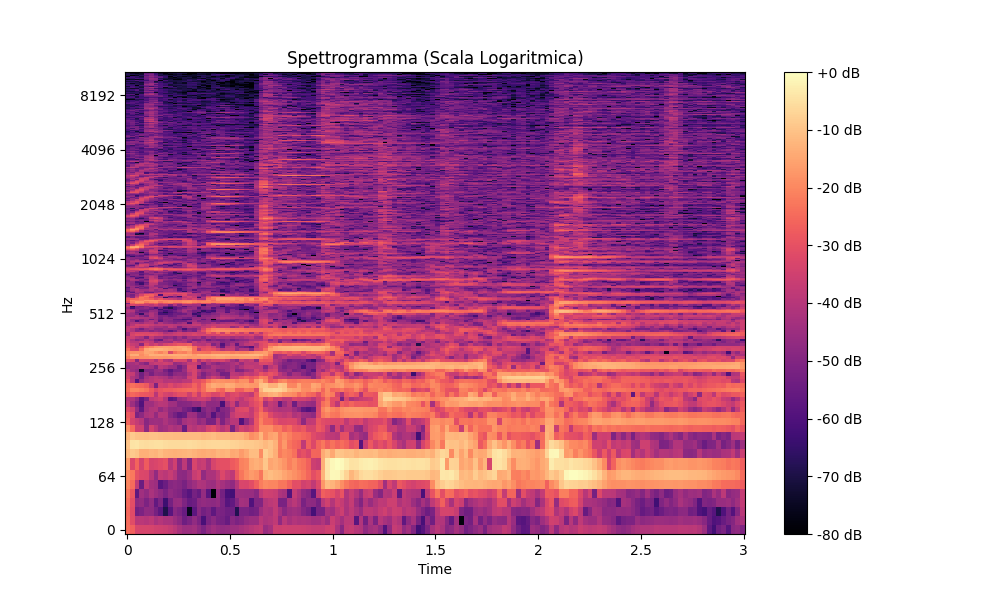 Spettrogramma (Scala Logaritmica)
Hz
8192
4096
2048
1024
512
256
128
64
0
0
0.5
1
1.5
2
2.5
3
Time
+0 dB
-10 dB
-20 dB
-30 dB
-40 dB
-50 dB
-60 dB
-70 dB
-80 dB